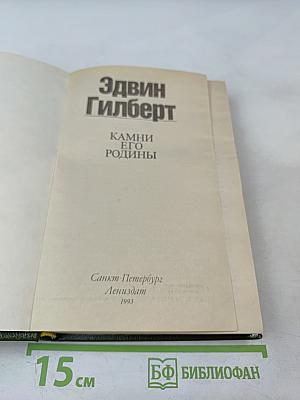 Эдвин
Гилберт
КАМНИ
ЕГО
РОДИНЫ
Санкт-Петербург
Лениздат
1993
15 см
БФ БИБЛИОФАН